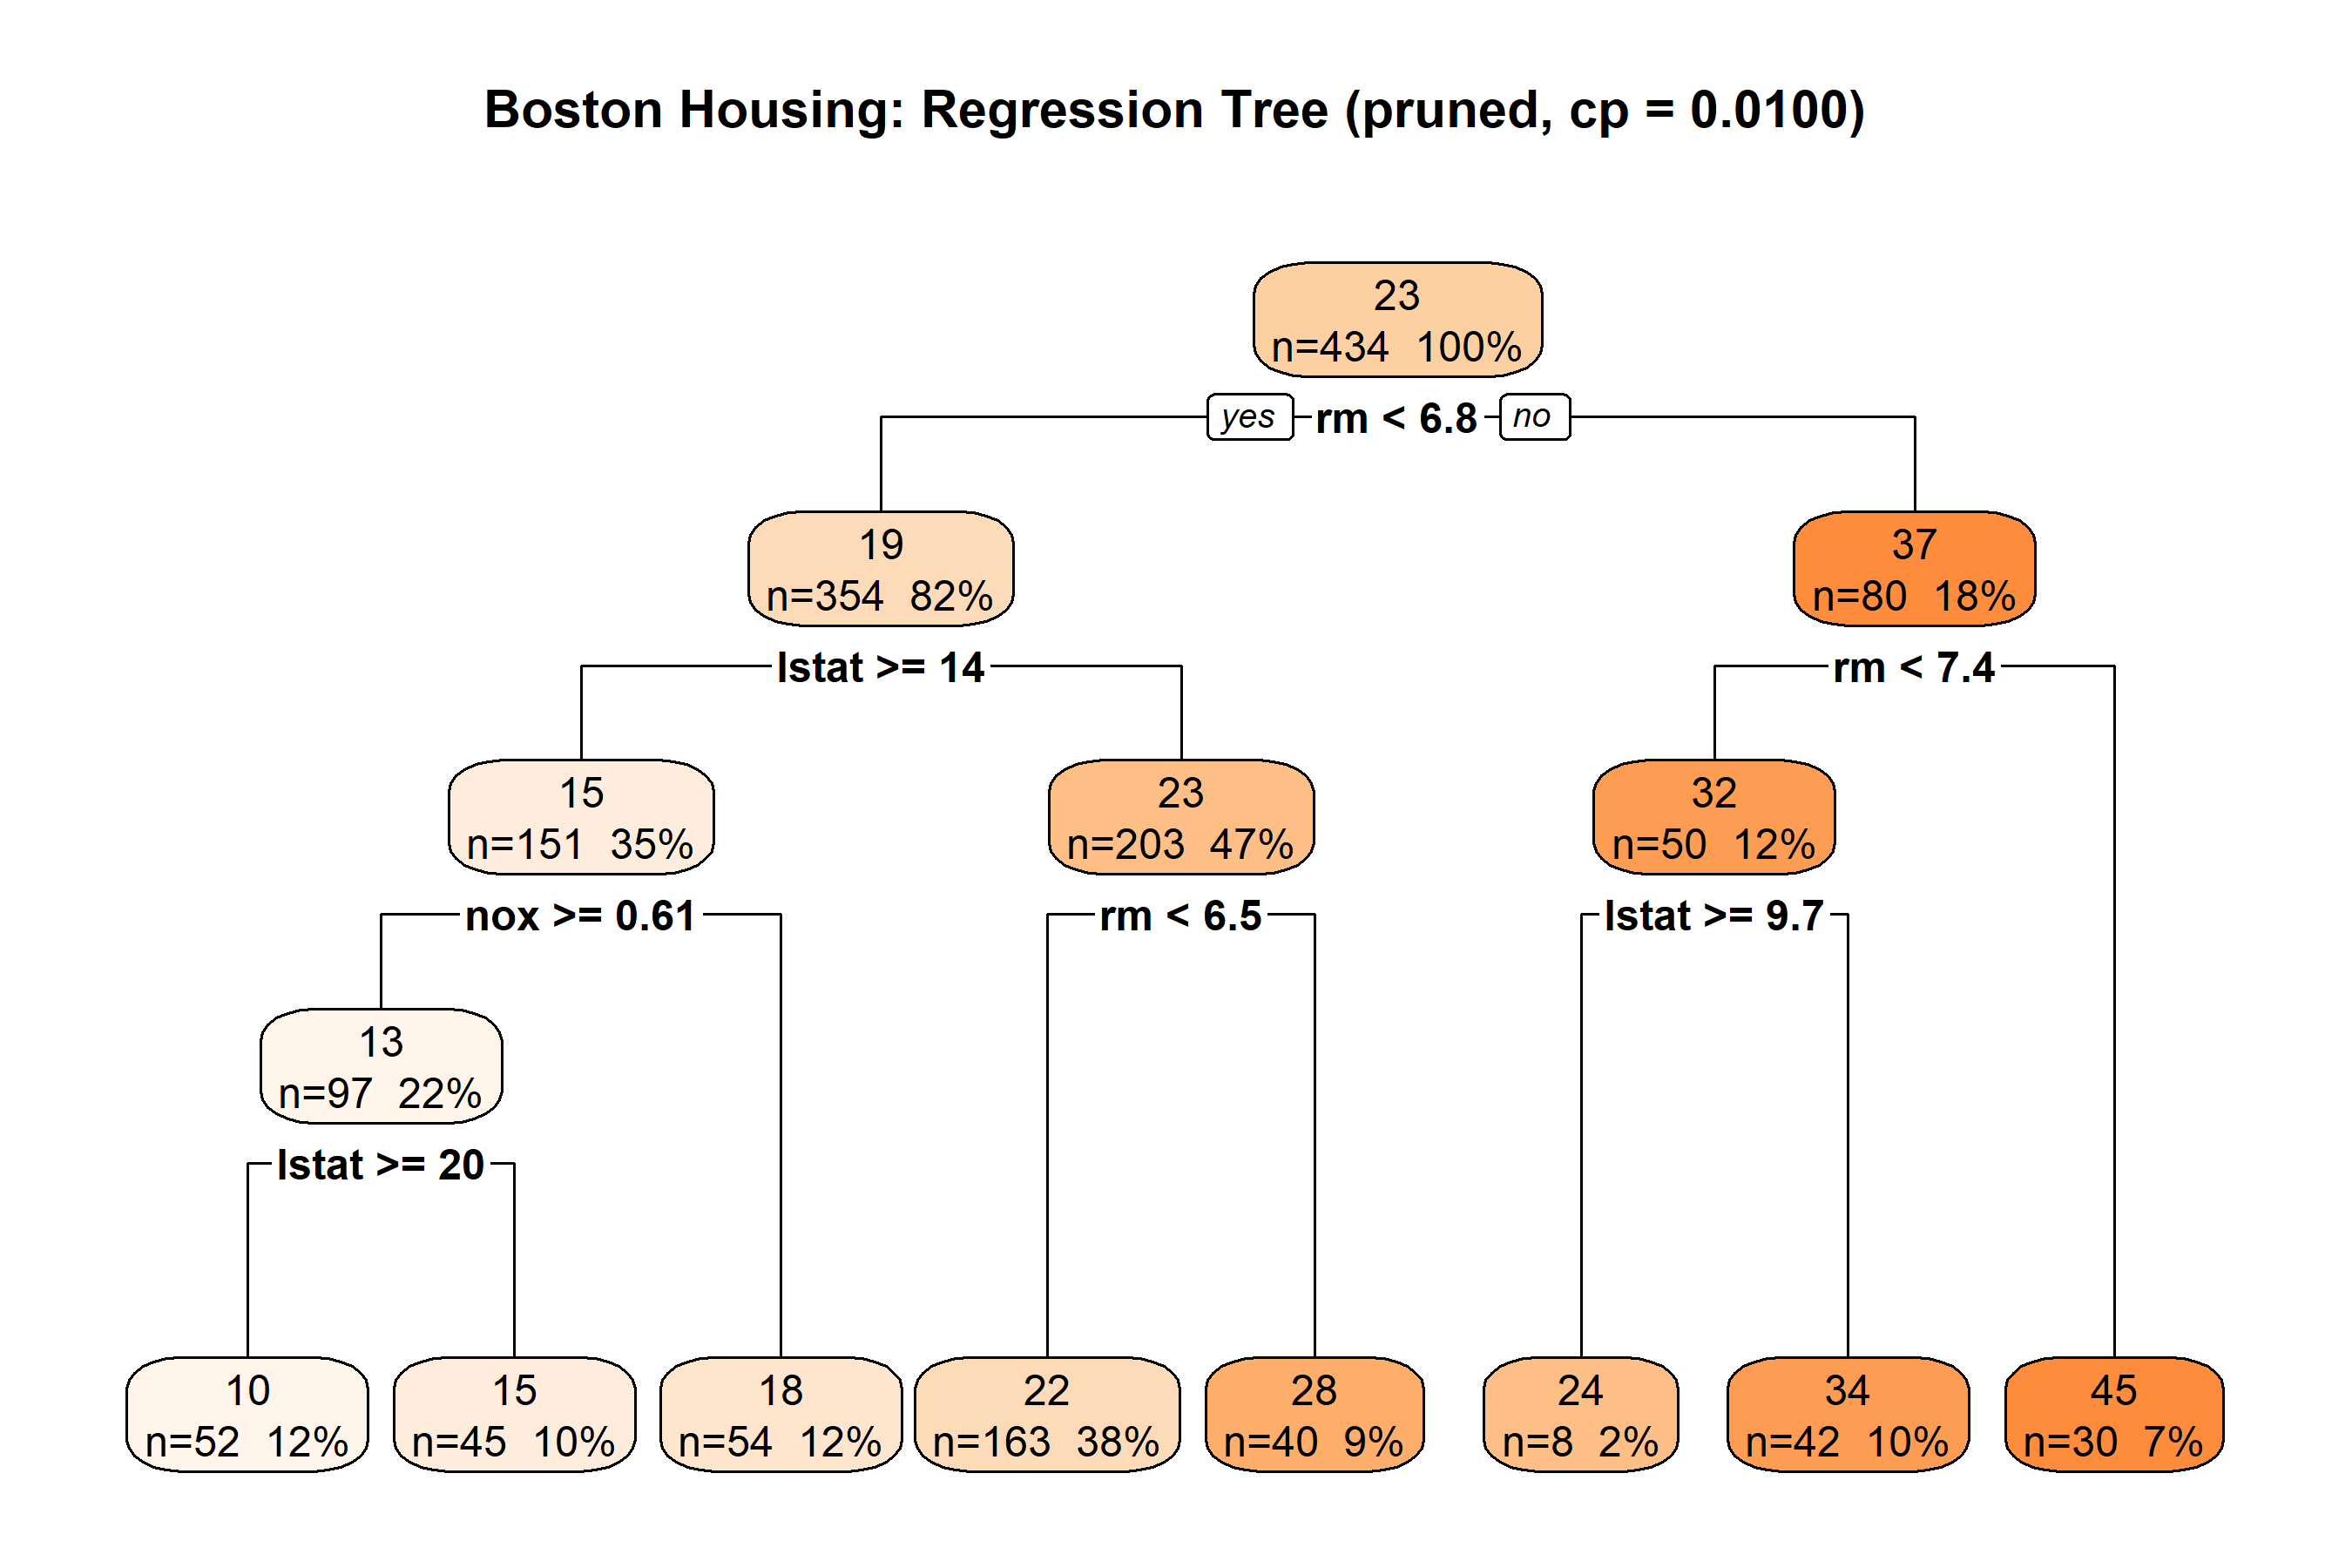 Boston Housing: Regression Tree (pruned, cp = 0.0100)
23
n=434 100%
yes rm < 6.8 no
19
n=354 82%
37
n=80 18%
lstat >= 14
rm < 7.4
15
n=151 35%
23
n=203 47%
32
n=50 12%
nox >= 0.61
rm < 6.5
lstat >= 9.7
13
n=97 22%
lstat >= 20
10
n=52 12%
15
n=45 10%
18
n=54 12%
22
n=163 38%
28
n=40 9%
24
n=8 2%
34
n=42 10%
45
n=30 7%